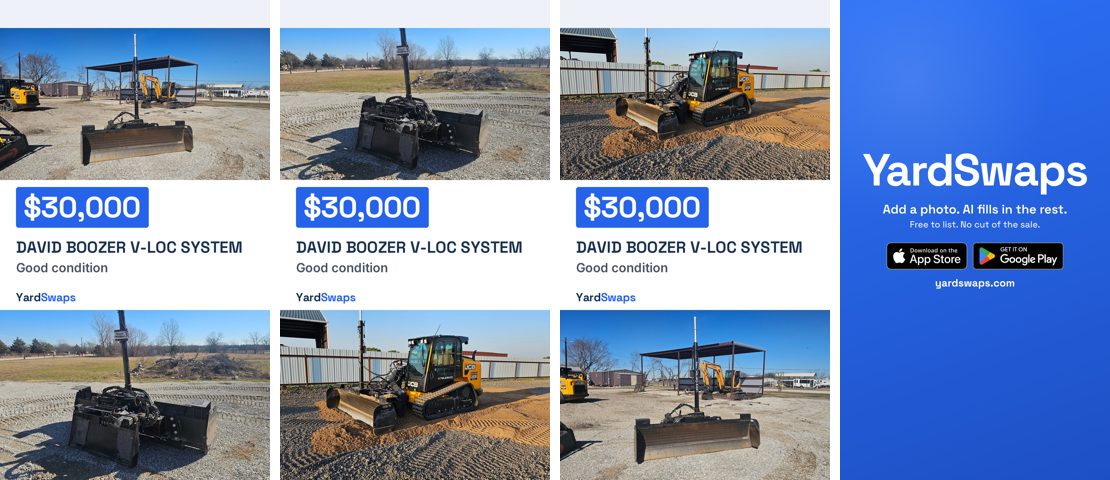 $30,000
DAVID BOOZER V-LOC SYSTEM
Good condition
YardSwaps
$30,000
DAVID BOOZER V-LOC SYSTEM
Good condition
YardSwaps
$30,000
DAVID BOOZER V-LOC SYSTEM
Good condition
YardSwaps
YardSwaps
Add a photo. AI fills in the rest.
Free to list. No cut of the sale.
Download on the
App Store
GET IT ON
Google Play
yardswaps.com
JCB
JCB